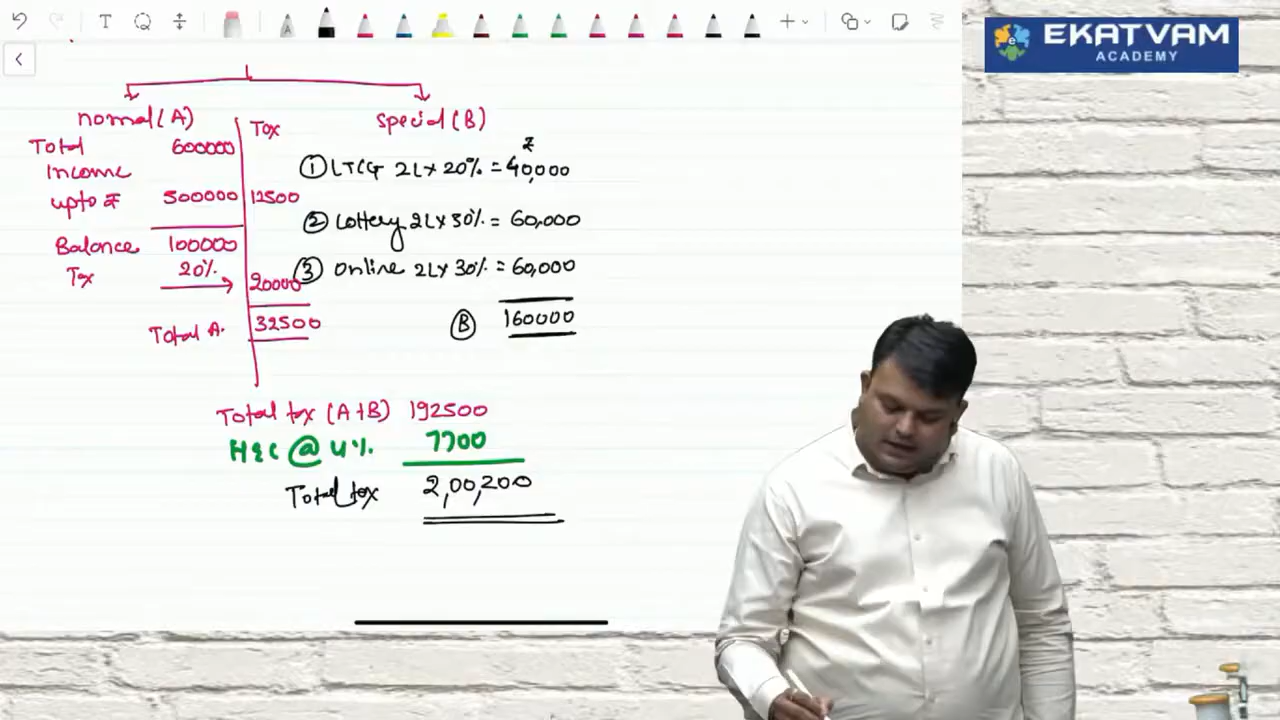 EKATVAM
ACADEMY
normal (A)
Tax
Total 600000
Income
upto ₹ 500000 12500
Balance 100000
Tax 20%
20000
Total A. 32500
special (B)
₹
① LTCG 2L x 20% = 40,000
② Lottery 2L x 30% = 60,000
③ Online 2L x 30% = 60,000
Ⓑ 160000
Total tax (A+B) 192500
H&C @ 4% 7700
Total tax 2,00,200